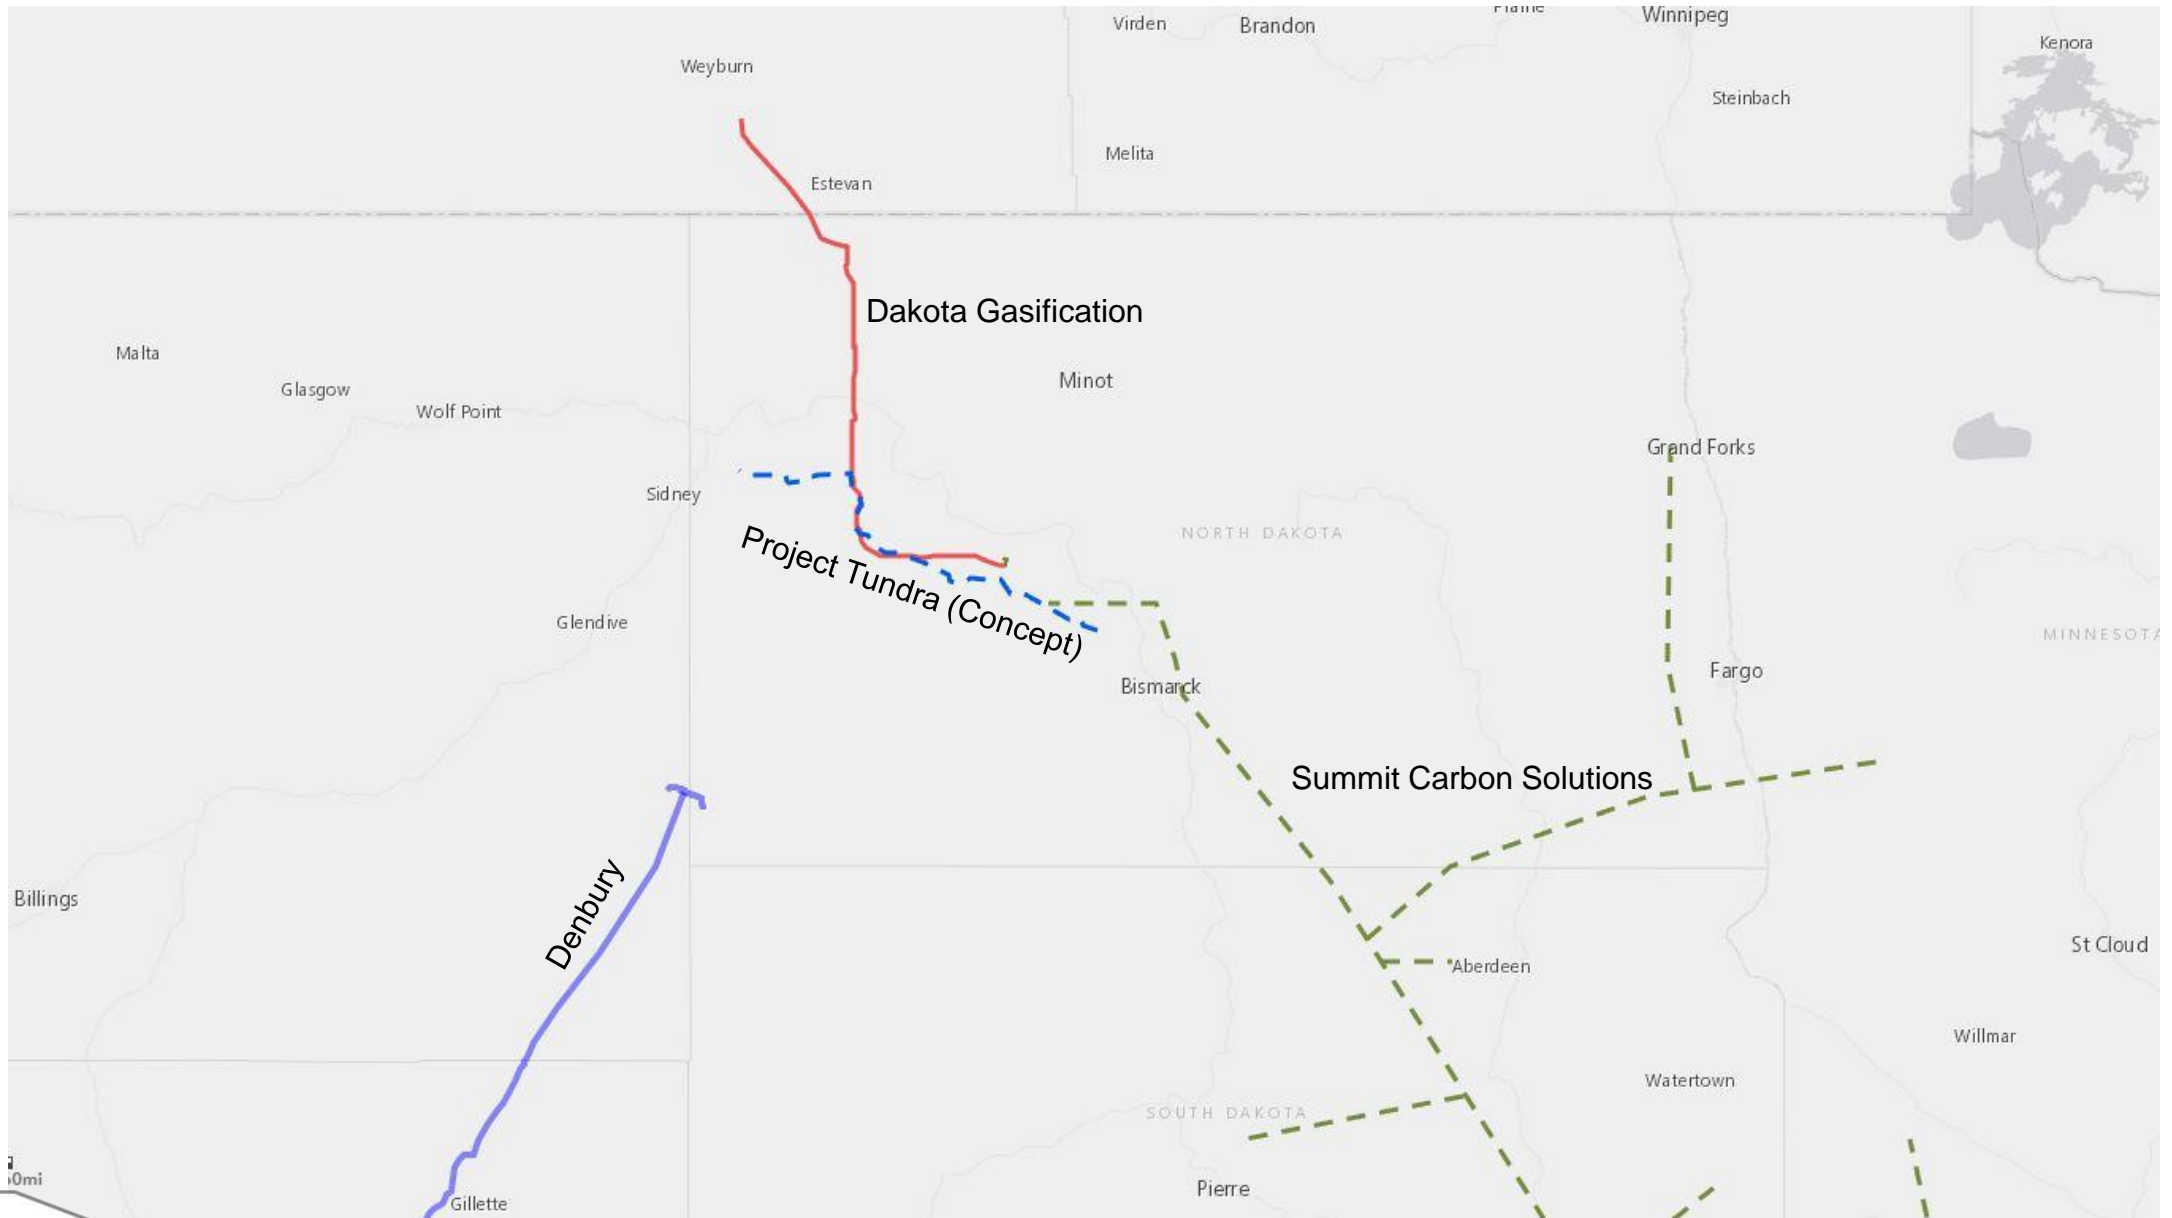 Virden
Brandon
Winnipeg
Kenora
Weyburn
Steinbach
Melita
Estevan
Dakota Gasification
Malta
Minot
Glasgow
Wolf Point
Grand Forks
Sidney
NORTH DAKOTA
Project Tundra (Concept)
Glendive
MINNESOTA
Fargo
Bismarck
Summit Carbon Solutions
Denbury
Billings
St Cloud
Aberdeen
Willmar
Watertown
SOUTH DAKOTA
0mi
Pierre
Gillette